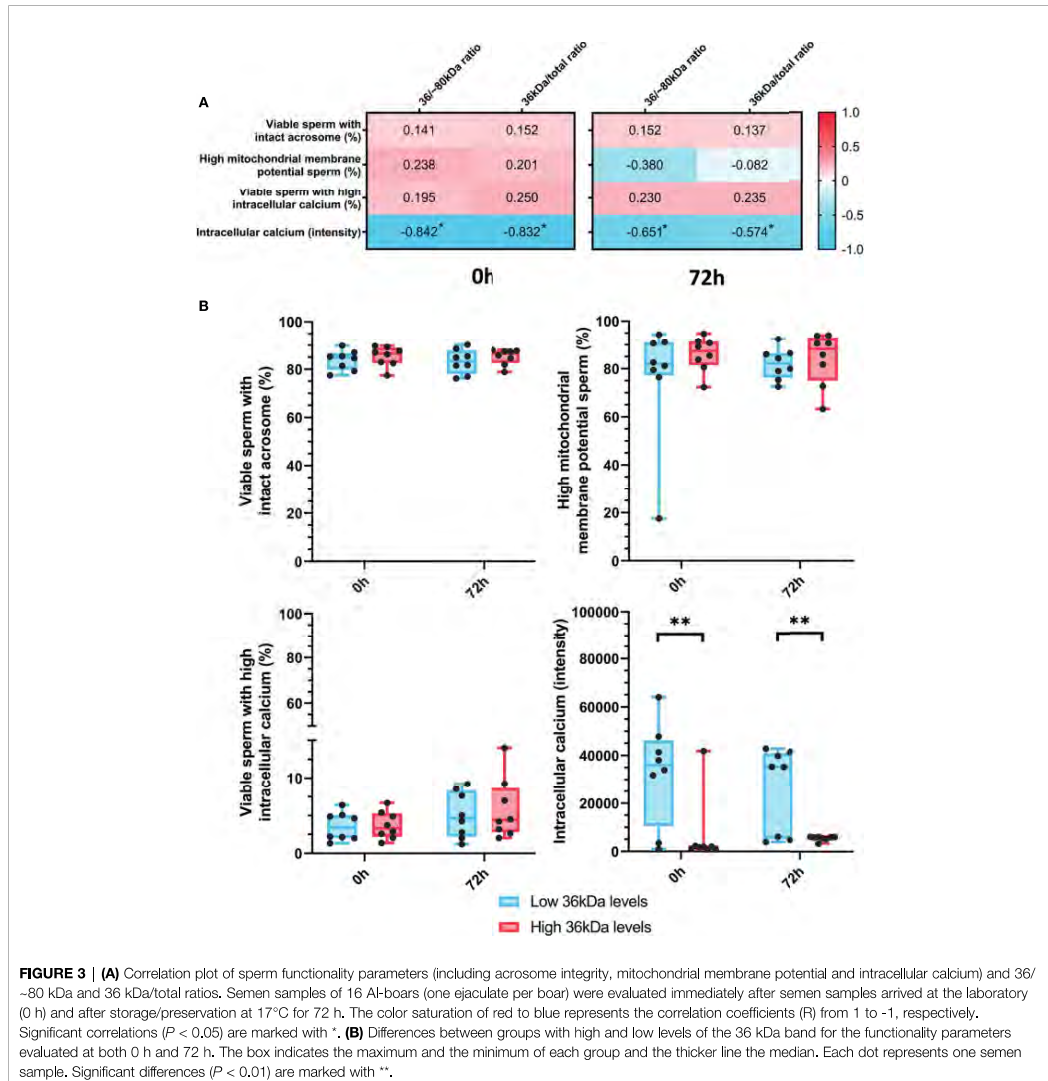 36/~80kDa ratio
36kDa/total ratio
36/~80kDa ratio
36kDa/total ratio
A
Viable sperm with
intact acrosome (%)
0.141 0.152 0.152 0.137
High mitochondrial membrane
potential sperm (%)
0.238 0.201 -0.380 -0.082
Viable sperm with high
intracellular calcium (%)
0.195 0.250 0.230 0.235
Intracellular calcium (intensity)
-0.842* -0.832* -0.651* -0.574*
1.0
0.5
0
-0.5
-1.0
0h
72h
B
Viable sperm with
intact acrosome (%)
100
80
60
40
20
0
0h
72h
High mitochondrial
membrane potential sperm (%)
100
80
60
40
20
0
0h
72h
Viable sperm with high
intracellular calcium (%)
100
80
60
10
5
0
0h
72h
Intracellular calcium (intensity)
100000
80000
60000
40000
20000
0
**
**
0h
72h
Low 36kDa levels
High 36kDa levels
FIGURE 3 | (A) Correlation plot of sperm functionality parameters (including acrosome integrity, mitochondrial membrane potential and intracellular calcium) and 36/
~80 kDa and 36 kDa/total ratios. Semen samples of 16 AI-boars (one ejaculate per boar) were evaluated immediately after semen samples arrived at the laboratory
(0 h) and after storage/preservation at 17°C for 72 h. The color saturation of red to blue represents the correlation coefficients (R) from 1 to -1, respectively.
Significant correlations (P < 0.05) are marked with *. (B) Differences between groups with high and low levels of the 36 kDa band for the functionality parameters
evaluated at both 0 h and 72 h. The box indicates the maximum and the minimum of each group and the thicker line the median. Each dot represents one semen
sample. Significant differences (P < 0.01) are marked with **.